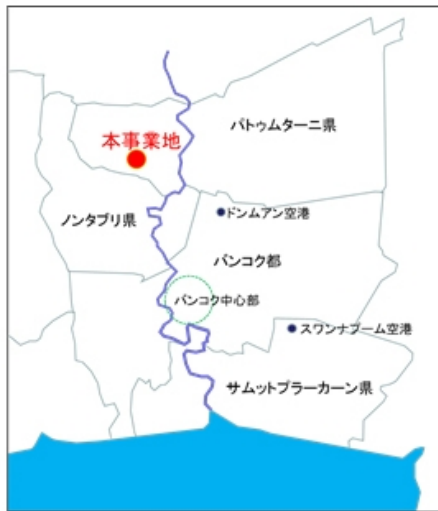 パトゥムターニ県
本事業地
ドンムアン空港
ノンタブリ県
バンコク都
バンコク中心部
スワンナプーム空港
サムットプラーカーン県